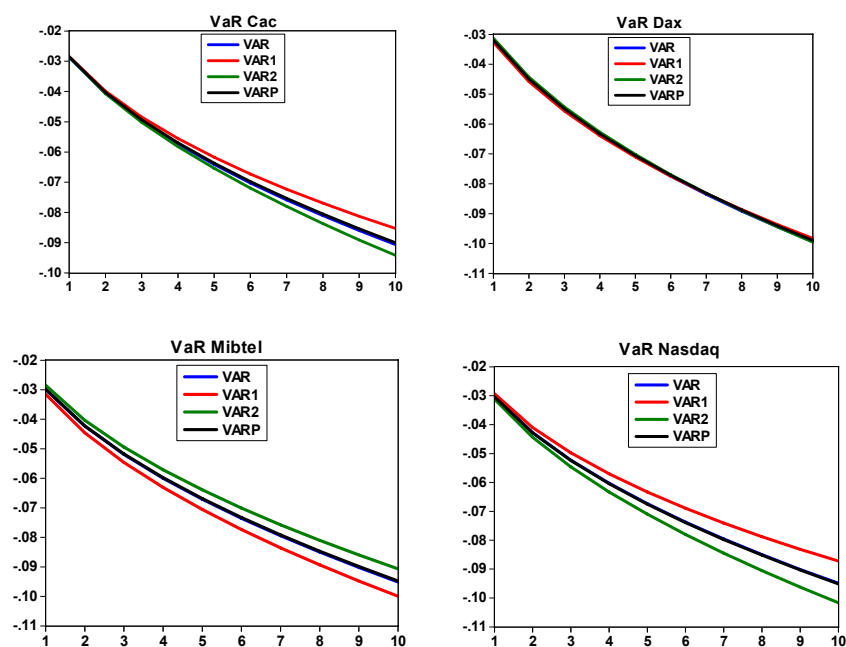 VaR Cac
-.02
-.03
-.04
-.05
-.06
-.07
-.08
-.09
-.10
VAR
VAR1
VAR2
VARP
1 2 3 4 5 6 7 8 9 10
VaR Dax
-.03
-.04
-.05
-.06
-.07
-.08
-.09
-.10
-.11
VAR
VAR1
VAR2
VARP
1 2 3 4 5 6 7 8 9 10
VaR Mibtel
-.02
-.03
-.04
-.05
-.06
-.07
-.08
-.09
-.10
-.11
VAR
VAR1
VAR2
VARP
1 2 3 4 5 6 7 8 9 10
VaR Nasdaq
-.02
-.03
-.04
-.05
-.06
-.07
-.08
-.09
-.10
-.11
VAR
VAR1
VAR2
VARP
1 2 3 4 5 6 7 8 9 10